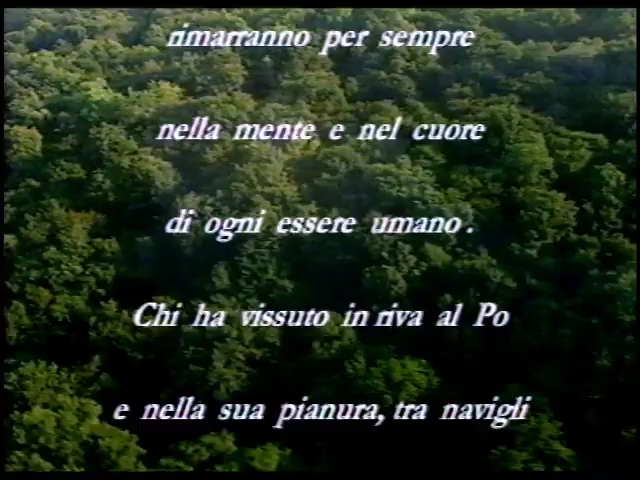 rimarranno per sempre
nella mente e nel cuore
di ogni essere umano.
Chi ha vissuto in riva al Po
e nella sua pianura, tra navigli